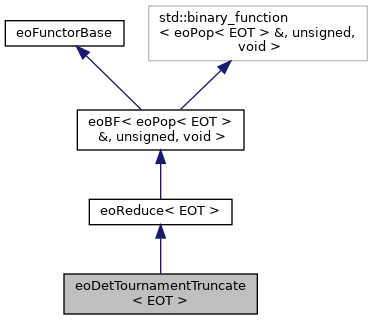 eoFunctorBase
std::binary_function
< eoPop< EOT > &, unsigned,
void >
eoBF< eoPop< EOT >
&, unsigned, void >
eoReduce< EOT >
eoDetTournamentTruncate
< EOT >